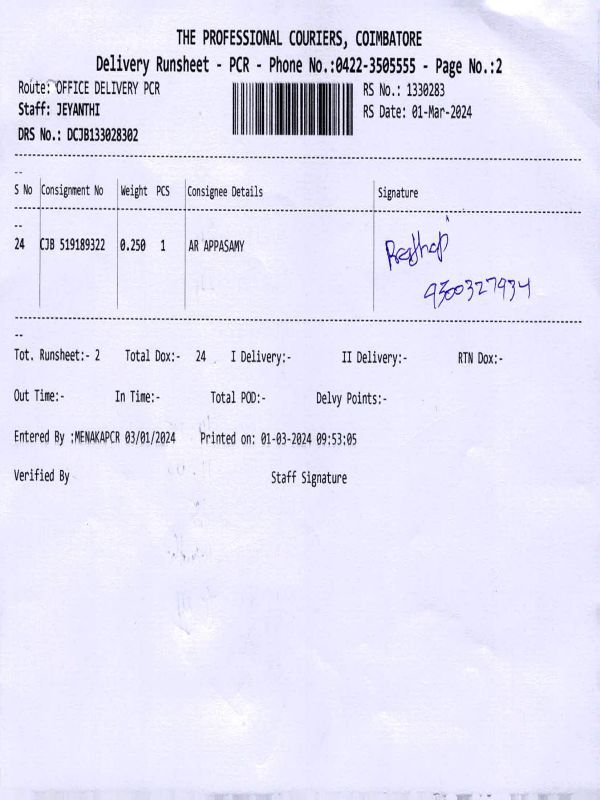 THE PROFESSIONAL COURIERS, COIMBATORE
Delivery Runsheet - PCR - Phone No.:0422-3505555 - Page No.:2
Route: OFFICE DELIVERY PCR RS No.: 1330283
Staff: JEYANTHI RS Date: 01-Mar-2024
DRS No.: DCJB133028302
S No Consignment No Weight PCS Consignee Details Signature
24 CJB 519189322 0.250 1 AR APPASAMY
9300327934
Tot. Runsheet:- 2 Total Dox:- 24 I Delivery:- II Delivery:- RTN Dox:-
Out Time:- In Time:- Total POD:- Delvy Points:-
Entered By :MENAKAPCR 03/01/2024 Printed on: 01-03-2024 09:53:05
Verified By Staff Signature